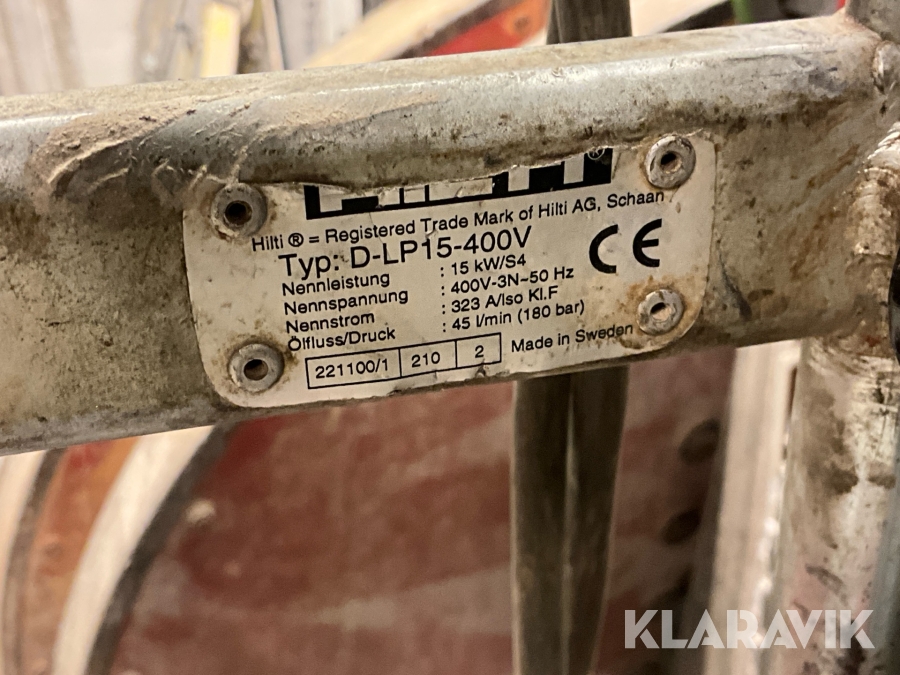 HILTI ®
Hilti ® = Registered Trade Mark of Hilti AG, Schaan
Typ: D-LP15-400V
Nennleistung : 15 kW/S4
Nennspannung : 400V-3N~50 Hz
Nennstrom : 323 A/Iso Kl.F
Ölfluss/Druck : 45 l/min (180 bar)
221100/1 210 2 Made in Sweden
CE
KLARAVIK